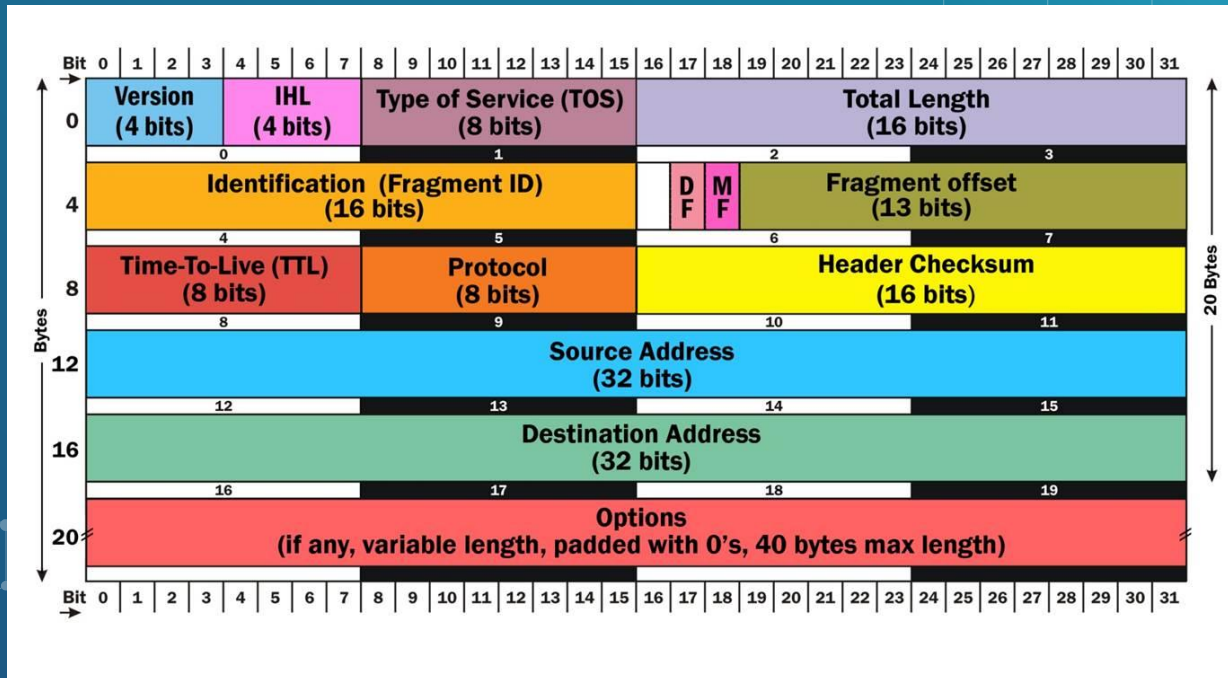 Bit 0 1 2 3 4 5 6 7 8 9 10 11 12 13 14 15 16 17 18 19 20 21 22 23 24 25 26 27 28 29 30 31
Version IHL Type of Service (TOS) Total Length
0 (4 bits) (4 bits) (8 bits) (16 bits)
0 1 2 3
Identification (Fragment ID) D M Fragment offset
4 (16 bits) F F (13 bits)
4 5 6 7
Time-To-Live (TTL) Protocol Header Checksum
8 (8 bits) (8 bits) (16 bits)
8 9 10 11
Source Address
12 (32 bits)
12 13 14 15
Destination Address
16 (32 bits)
16 17 18 19
Options
20 (if any, variable length, padded with 0's, 40 bytes max length)
Bit 0 1 2 3 4 5 6 7 8 9 10 11 12 13 14 15 16 17 18 19 20 21 22 23 24 25 26 27 28 29 30 31
Bytes
20 Bytes